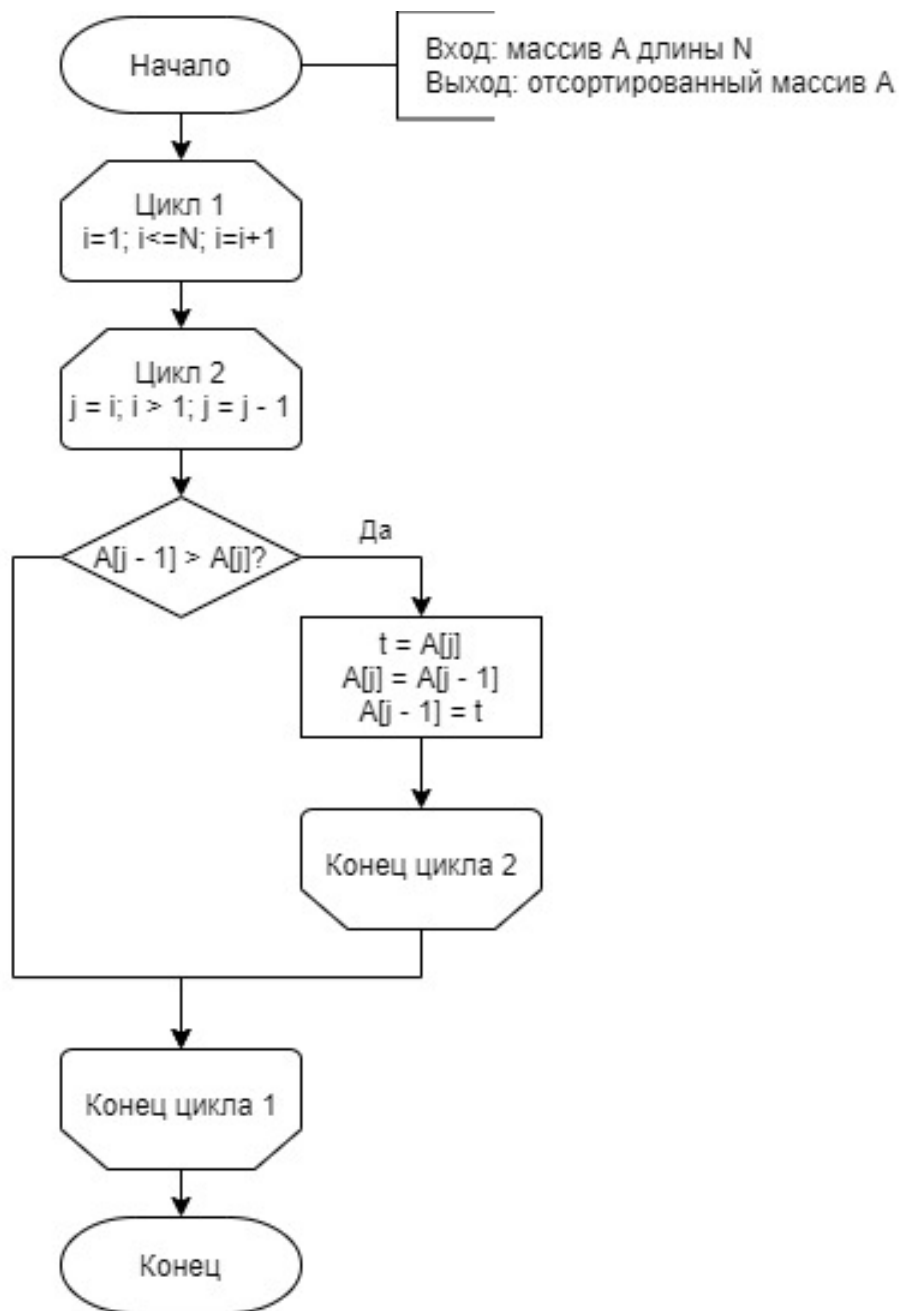 Начало
Вход: массив A длины N
Выход: отсортированный массив A
Цикл 1
i=1; i<=N; i=i+1
Цикл 2
j = i; i > 1; j = j - 1
A[j - 1] > A[j]?
Да
t = A[j]
A[j] = A[j - 1]
A[j - 1] = t
Конец цикла 2
Конец цикла 1
Конец